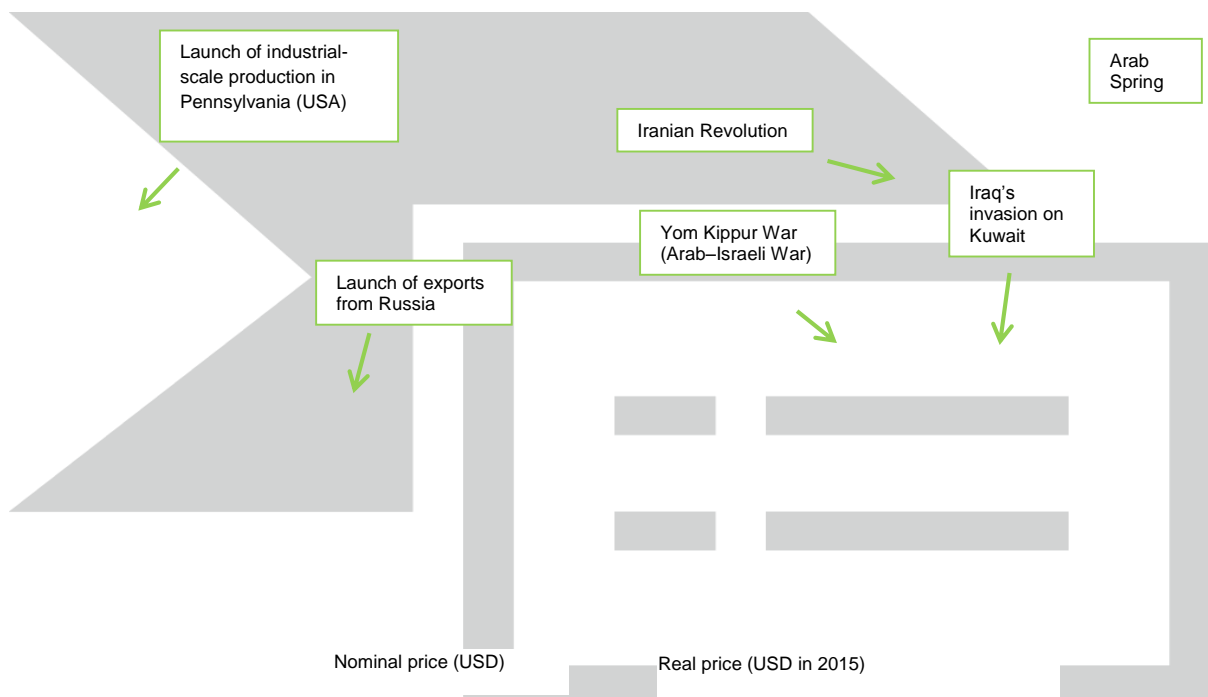 Launch of industrial-
scale production in
Pennsylvania (USA)
Arab
Spring
Iranian Revolution
Iraq's
invasion on
Kuwait
Yom Kippur War
(Arab–Israeli War)
Launch of exports
from Russia
Nominal price (USD)
Real price (USD in 2015)